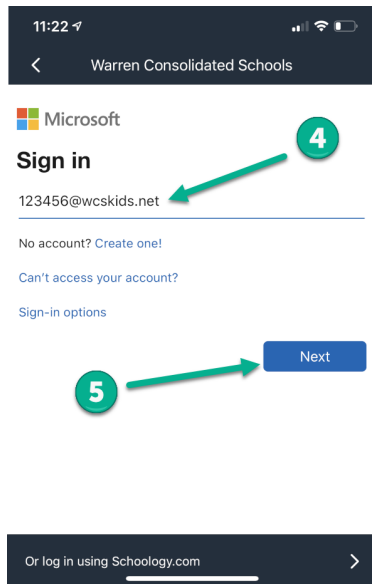 11:22
Warren Consolidated Schools
Microsoft
4
Sign in
123456@wcskids.net
No account? Create one!
Can't access your account?
Sign-in options
Next
5
Or log in using Schoology.com